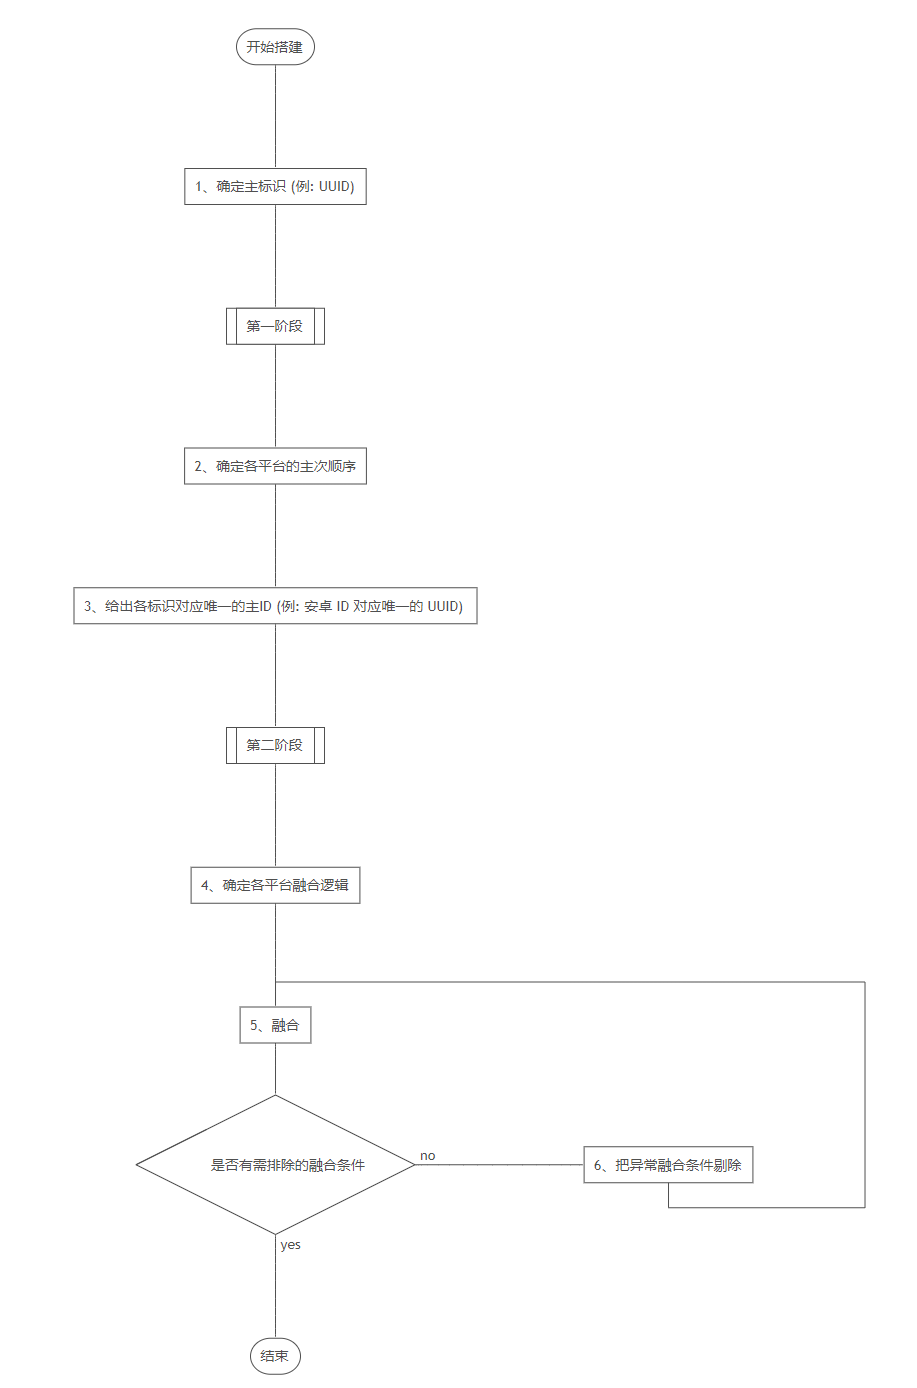 开始搭建
1、确定主标识 (例: UUID)
第一阶段
2、确定各平台的主次顺序
3、给出各标识对应唯一的主ID (例: 安卓 ID 对应唯一的 UUID)
第二阶段
4、确定各平台融合逻辑
5、融合
是否有需排除的融合条件
no
6、把异常融合条件剔除
yes
结束